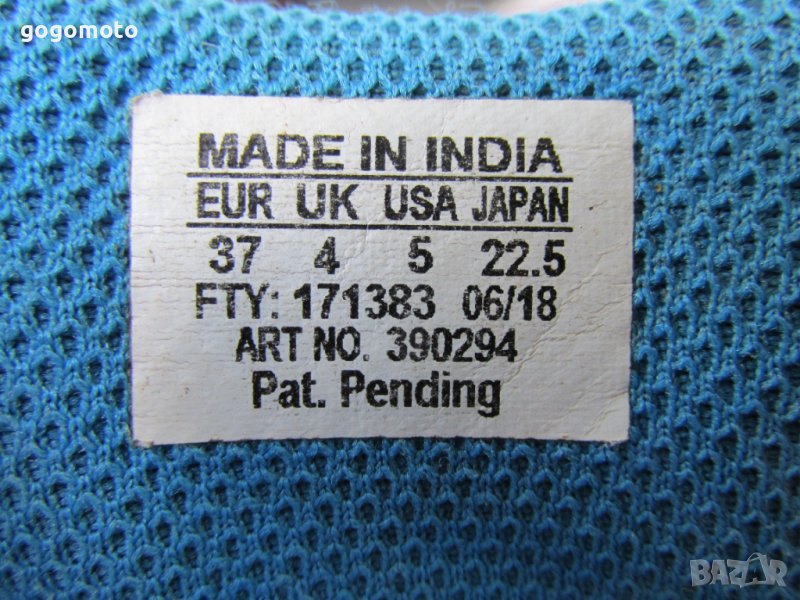 gogomoto
MADE IN INDIA
EUR UK USA JAPAN
37 4 5 22.5
FTY: 171383 06/18
ART NO. 390294
Pat. Pending
BAZAR